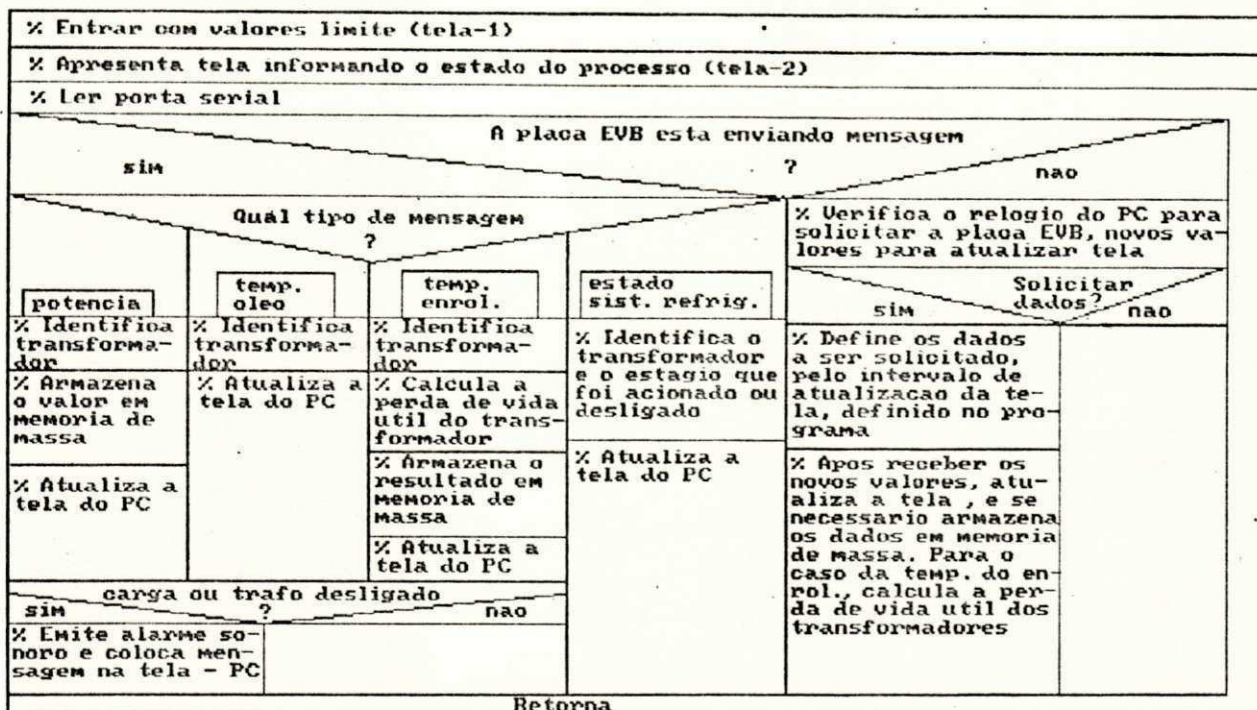 % Entrar com valores limite (tela-1)
% Apresenta tela informando o estado do processo (tela-2)
% Ler porta serial
A placa EVB esta enviando mensagem
?
sim
nao
Qual tipo de mensagem
?
potencia
temp.
oleo
temp.
enrol.
estado
sist. refrig.
% Identifica
transforma-
dor
% Armazena
o valor em
memoria de
massa
% Atualiza a
tela do PC
% Identifica
transforma-
dor
% Atualiza a
tela do PC
% Identifica
transforma-
dor
% Calcula a
perda de vida
util do trans-
formador
% Armazena o
resultado em
memoria de
massa
% Atualiza a
tela do PC
carga ou trafo desligado
?
sim
nao
% Emite alarme so-
noro e coloca men-
sagem na tela - PC
% Identifica o
transformador
e o estagio que
foi acionado ou
desligado
% Atualiza a
tela do PC
% Verifica o relogio do PC para
solicitar a placa EVB, novos va-
lores para atualizar tela
Solicitar
dados?
sim
nao
% Define os dados
a ser solicitado,
pelo intervalo de
atualizacao da te-
la, definido no pro-
grama
% Apos receber os
novos valores, atu-
aliza a tela , e se
necessario armazena
os dados em memoria
de massa. Para o
caso da temp. do en-
rol., calcula a per-
da de vida util dos
transformadores
Retorna